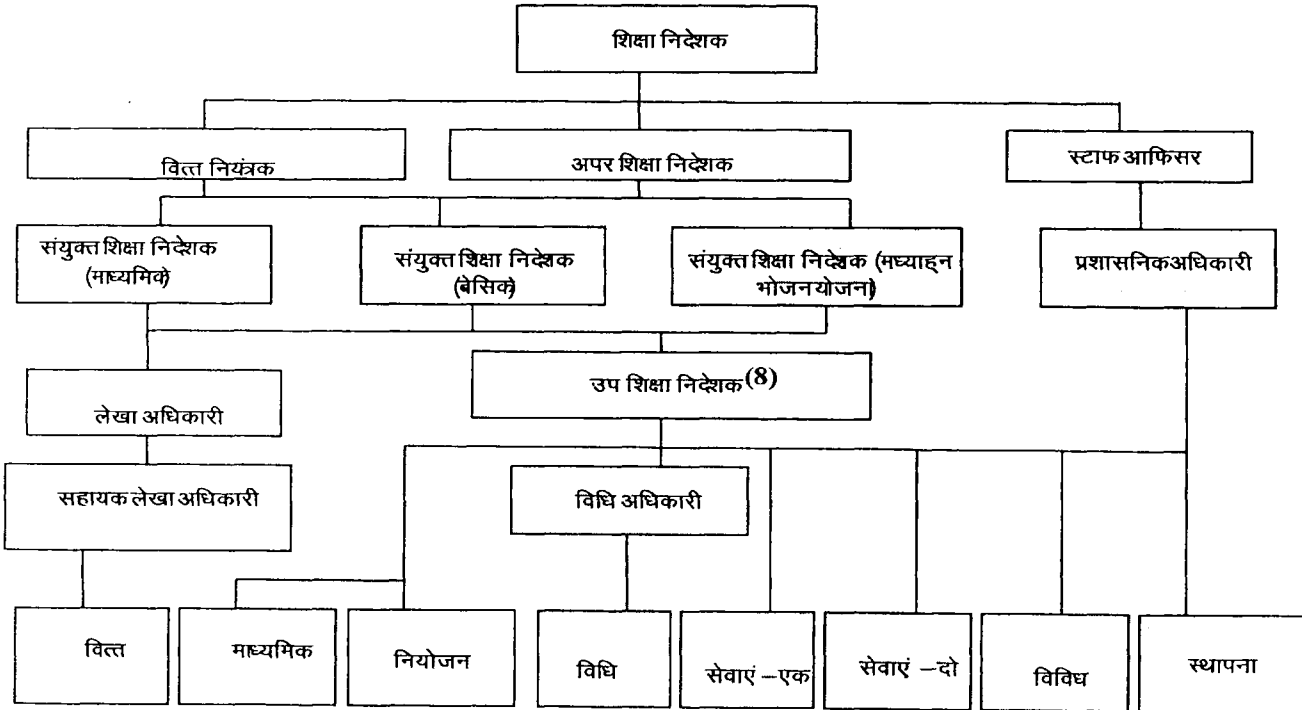 शिक्षा निदेशक
वित्त नियंत्रक
अपर शिक्षा निदेशक
स्टाफ आफिसर
संयुक्त शिक्षा निदेशक
(माध्यमिक)
संयुक्त शिक्षा निदेशक
(बेसिक)
संयुक्त शिक्षा निदेशक (मध्याह्न
भोजनयोजना)
प्रशासनिक अधिकारी
उप शिक्षा निदेशक (8)
लेखा अधिकारी
सहायक लेखा अधिकारी
विधि अधिकारी
वित्त
माध्यमिक
नियोजन
विधि
सेवाएं –एक
सेवाएं –दो
विविध
स्थापना